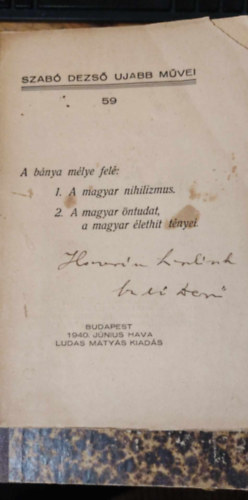 SZABÓ DEZSŐ UJABB MŰVEI
59
A bánya mélye felé:
1. A magyar nihilizmus.
2. A magyar öntudat,
a magyar élethit tényei.
BUDAPEST
1940. JÚNIUS HAVA
LUDAS MÁTYÁS KIADÁS